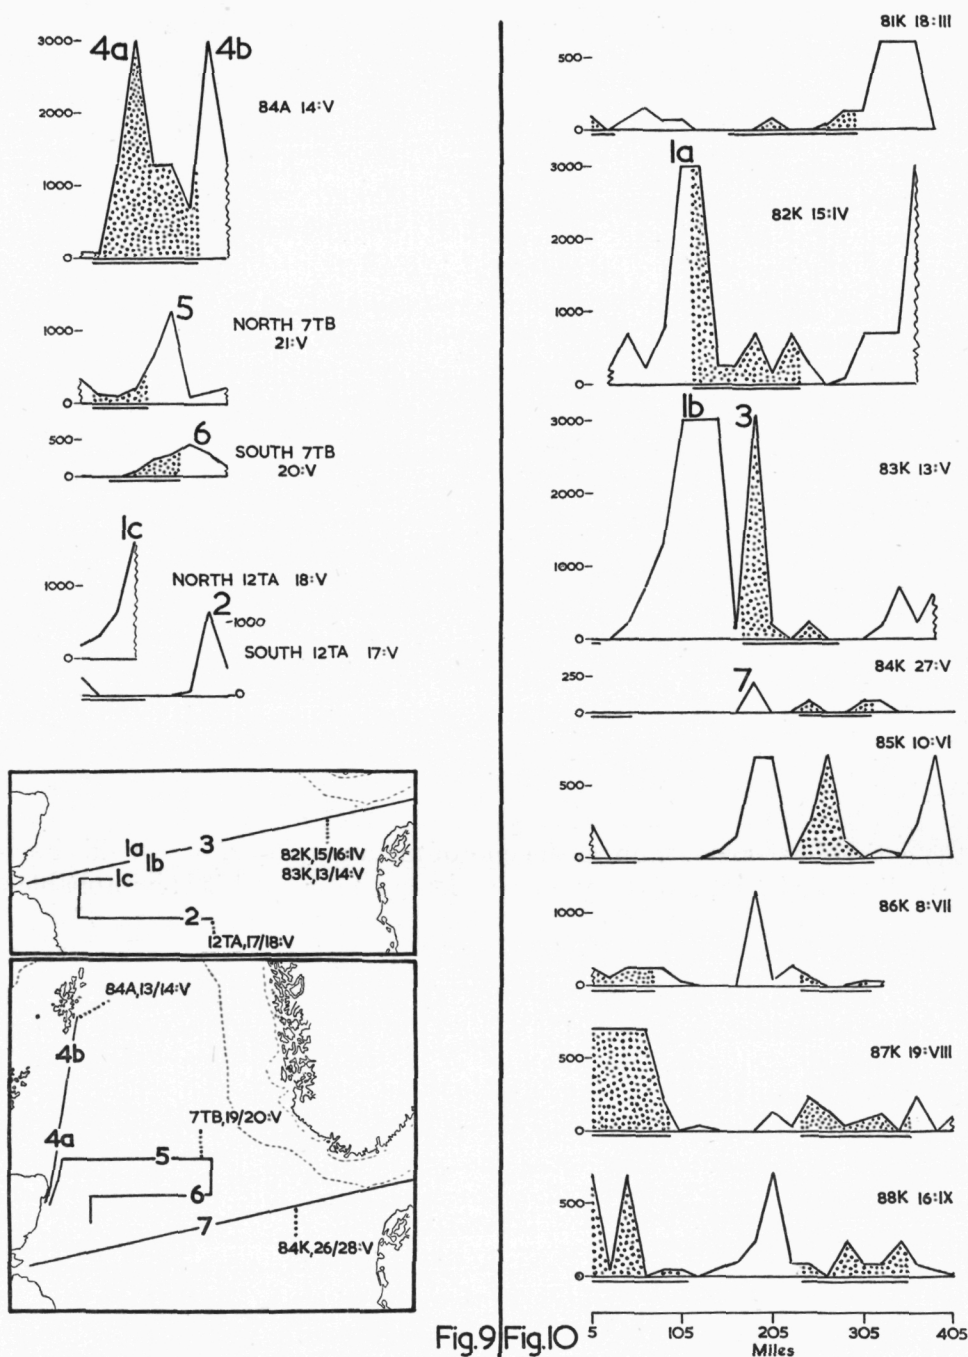 3000-
4a
4b
84A 14:V
2000-
1000-
0-
5
1000-
NORTH 7TB
21:V
0-
6
500-
SOUTH 7TB
20:V
0-
1c
1000-
NORTH 12TA 18:V
2
-1000
0-
SOUTH 12TA 17:V
0
1a
1b
3
1c
82K,15/16:IV
83K,13/14:V
2
12TA,17/18:V
84A,13/14:V
4b
7TB,19/20:V
4a
5
6
7
84K,26/28:V
Fig.9
81K 18:III
500-
0-
1a
3000-
82K 15:IV
2000-
1000-
0-
1b
3
3000-
83K 13:V
2000-
1000-
0-
84K 27:V
250-
7
0-
85K 10:VI
500-
0-
86K 8:VII
1000-
0-
87K 19:VIII
500-
0-
88K 16:IX
500-
0-
5 105 205 305 405
Miles
Fig.10